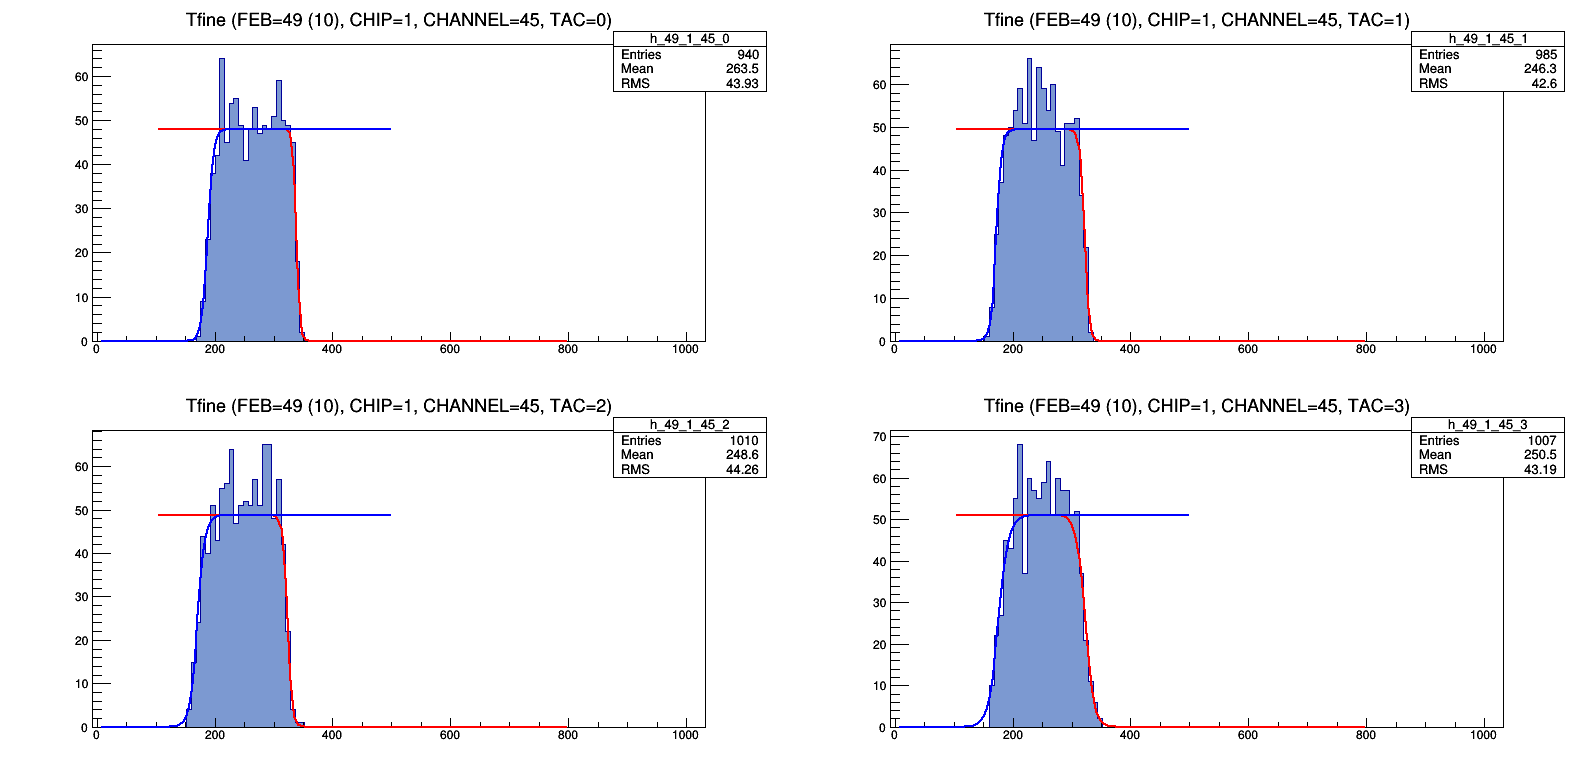 Tfine (FEB=49 (10), CHIP=1, CHANNEL=45, TAC=0)
h_49_1_45_0
Entries 940
Mean 263.5
RMS 43.93
60
50
40
30
20
10
0
0 200 400 600 800 1000
Tfine (FEB=49 (10), CHIP=1, CHANNEL=45, TAC=1)
h_49_1_45_1
Entries 985
Mean 246.3
RMS 42.6
60
50
40
30
20
10
0
0 200 400 600 800 1000
Tfine (FEB=49 (10), CHIP=1, CHANNEL=45, TAC=2)
h_49_1_45_2
Entries 1010
Mean 248.6
RMS 44.26
60
50
40
30
20
10
0
0 200 400 600 800 1000
Tfine (FEB=49 (10), CHIP=1, CHANNEL=45, TAC=3)
h_49_1_45_3
Entries 1007
Mean 250.5
RMS 43.19
70
60
50
40
30
20
10
0
0 200 400 600 800 1000